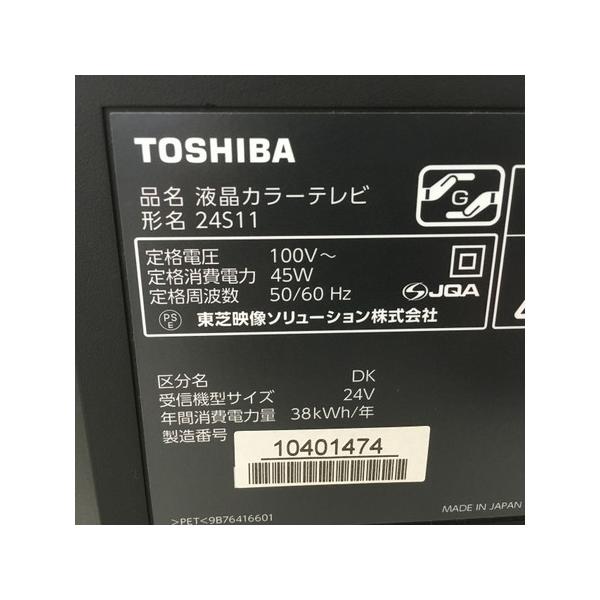 TOSHIBA
品名 液晶カラーテレビ
形名 24S11
G
定格電圧 100V～
定格消費電力 45W
定格周波数 50/60 Hz
JQA
PSE 東芝映像ソリューション株式会社
区分名 DK
受信機型サイズ 24V
年間消費電力量 38kWh/年
製造番号
10401474
>PET<9B76416601
MADE IN JAPAN